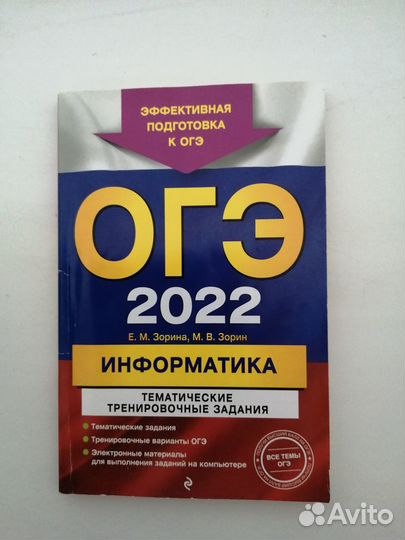 ЭФФЕКТИВНАЯ
ПОДГОТОВКА
К ОГЭ
ОГЭ
2022
Е. М. Зорина, М. В. Зорин
ИНФОРМАТИКА
ТЕМАТИЧЕСКИЕ
ТРЕНИРОВОЧНЫЕ ЗАДАНИЯ
Тематические задания
Тренировочные варианты ОГЭ
Электронные материалы
для выполнения заданий на компьютере
ВСЕ ТЕМЫ
ОГЭ
Avito